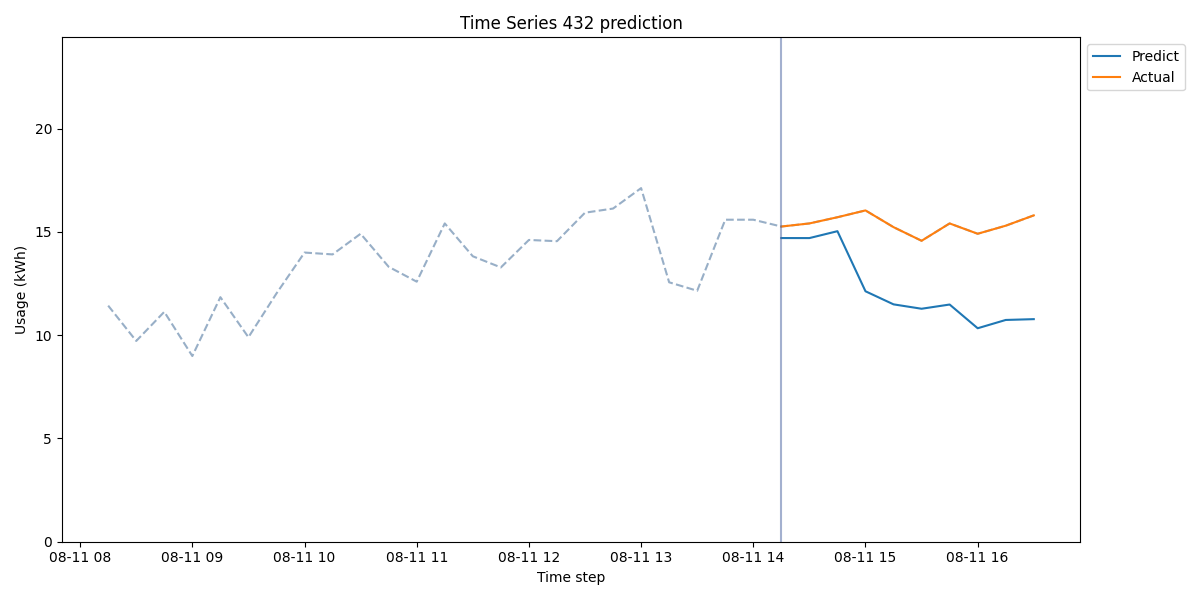 Time Series 432 prediction
Predict
Actual
20
15
10
5
0
Usage (kWh)
08-11 08 08-11 09 08-11 10 08-11 11 08-11 12 08-11 13 08-11 14 08-11 15 08-11 16
Time step